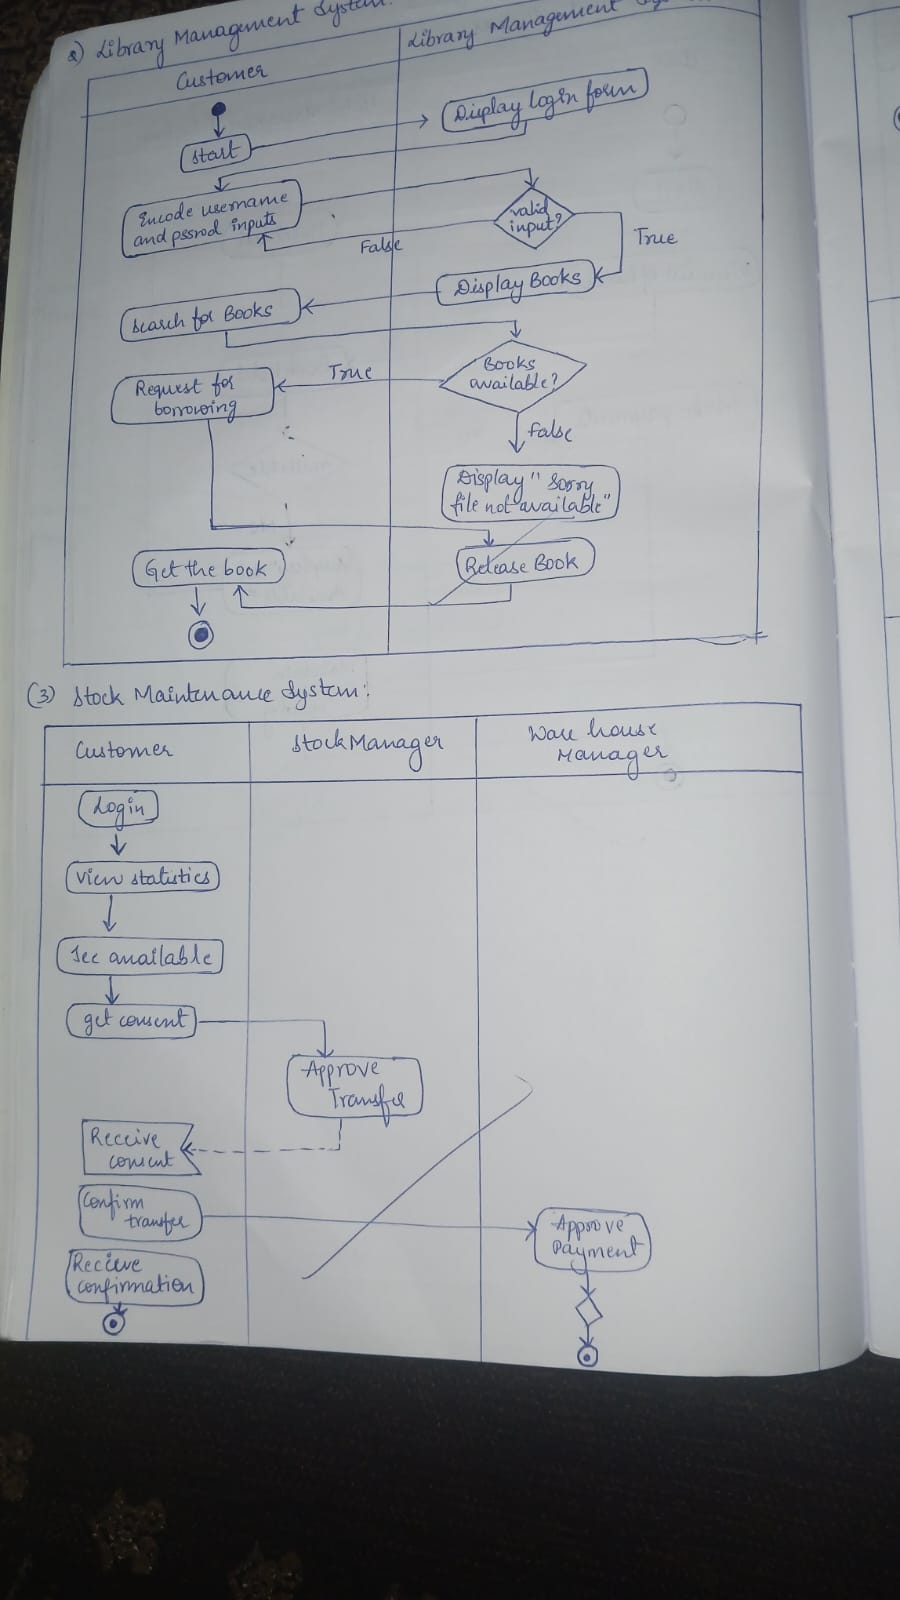 2) Library Management System:
Customer
Library Management
Start
Display login form
Encode username
and pssrod inputs
valid
input?
False
True
Display Books
Search for Books
Books
available?
True
Request for
borrowing
False
Display "Sorry
file not available"
Release Book
Get the book
(3) Stock Maintenance System:
Customer
Stock Manager
Ware house
Manager
Login
View statistics
See available
get consent
Approve
Transfer
Receive
consent
Confirm
transfer
Approve
Payment
Recieve
confirmation